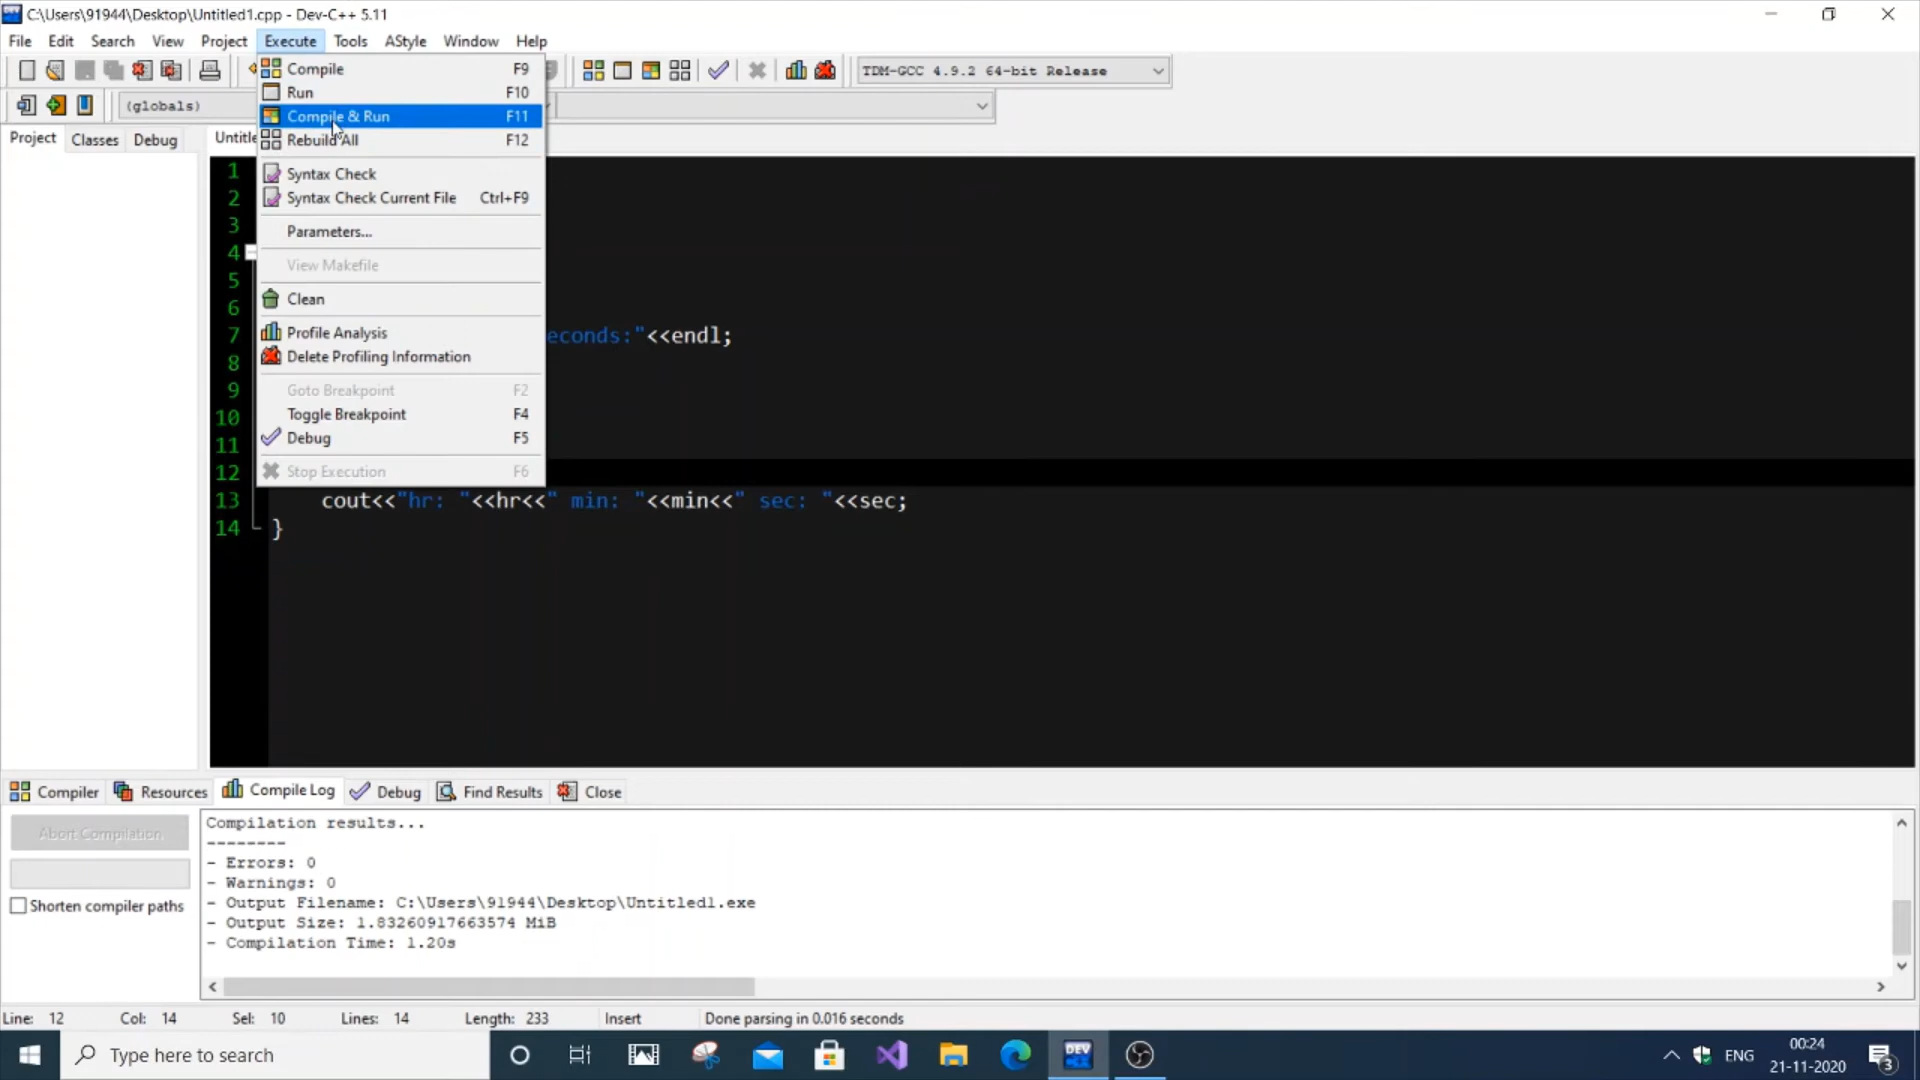 C:\Users\91944\Desktop\Untitled1.cpp - Dev-C++ 5.11
File Edit Search View Project Execute Tools AStyle Window Help
TDM-GCC 4.9.2 64-bit Release
(globals)
Project Classes Debug
Compile F9
Run F10
Compile & Run F11
Rebuild All F12
Syntax Check
Syntax Check Current File Ctrl+F9
Parameters...
View Makefile
Clean
Profile Analysis
Delete Profiling Information
Goto Breakpoint F2
Toggle Breakpoint F4
Debug F5
Stop Execution F6
1
2
3
4
5
6
7 econds:"<<endl;
8
9
10
11
12
13 cout<<"hr: "<<hr<<" min: "<<min<<" sec: "<<sec;
14 }
Compiler Resources Compile Log Debug Find Results Close
Abort Compilation
Shorten compiler paths
Compilation results...
--------
- Errors: 0
- Warnings: 0
- Output Filename: C:\Users\91944\Desktop\Untitled1.exe
- Output Size: 1.83260917663574 MiB
- Compilation Time: 1.20s
Line: 12 Col: 14 Sel: 10 Lines: 14 Length: 233 Insert Done parsing in 0.016 seconds
Type here to search
DEV
ENG
00:24
21-11-2020
3